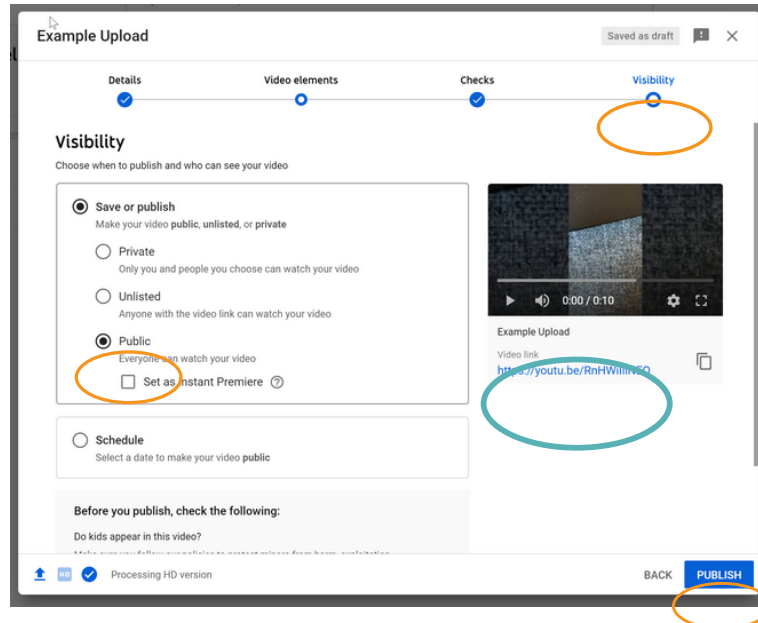 Example Upload
Saved as draft
Details
Video elements
Checks
Visibility
Visibility
Choose when to publish and who can see your video
Save or publish
Make your video public, unlisted, or private
Private
Only you and people you choose can watch your video
Unlisted
Anyone with the video link can watch your video
Public
Everyone can watch your video
Set as Instant Premiere
Schedule
Select a date to make your video public
Before you publish, check the following:
Do kids appear in this video?
0:00 / 0:10
Example Upload
Video link
HD
Processing HD version
BACK
PUBLISH